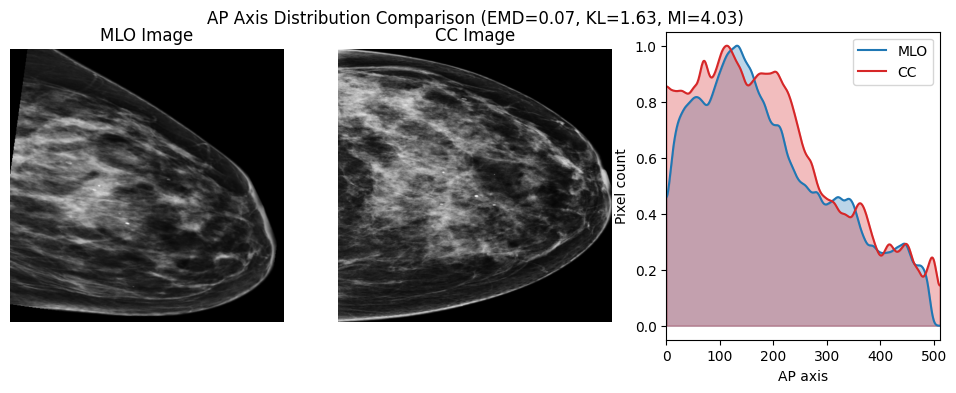 AP Axis Distribution Comparison (EMD=0.07, KL=1.63, MI=4.03)
MLO Image
CC Image
MLO
CC
Pixel count
1.0
0.8
0.6
0.4
0.2
0.0
0 100 200 300 400 500
AP axis